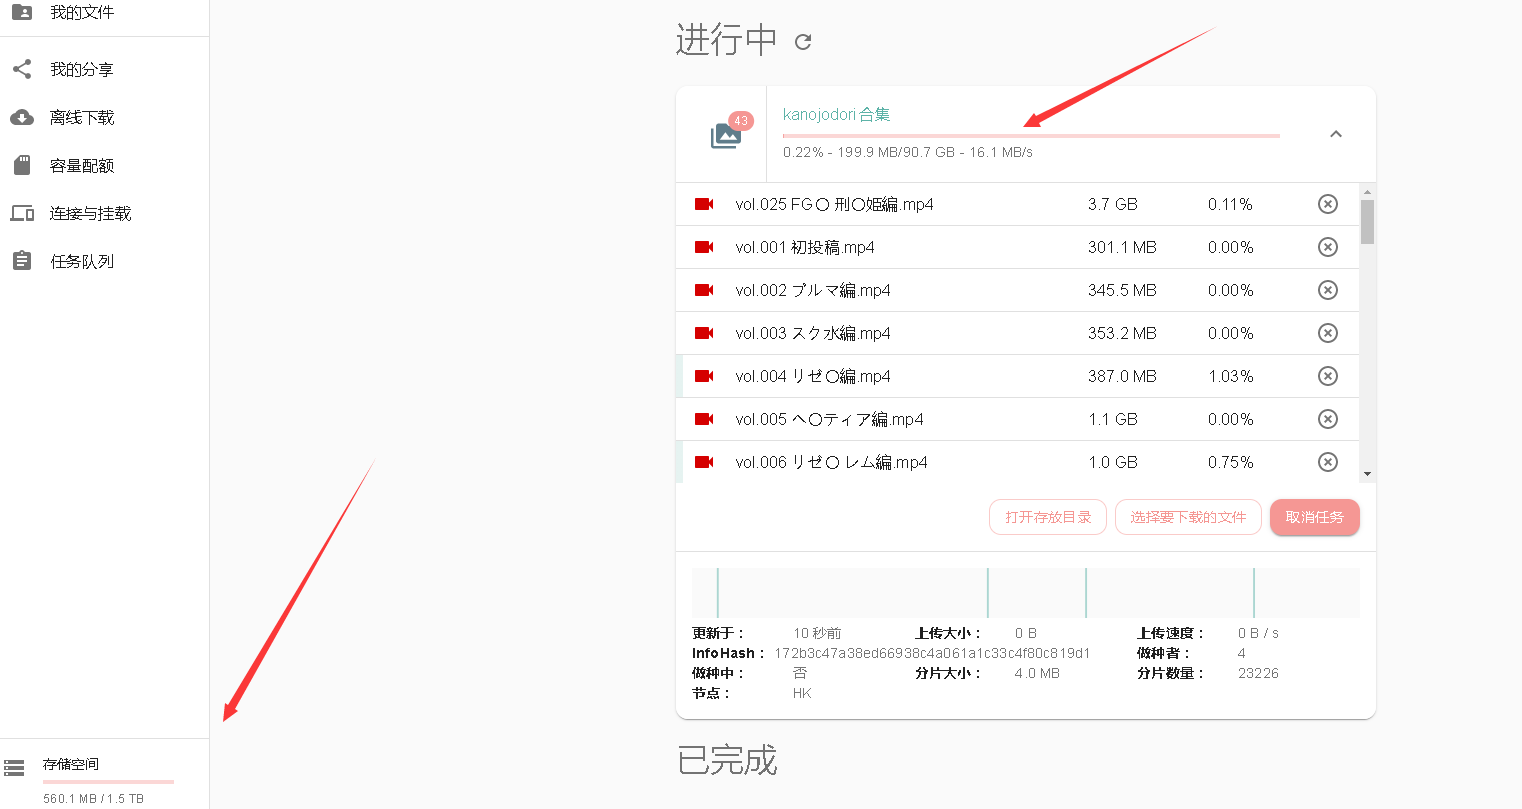 我的文件
我的分享
离线下载
容量配额
连接与挂载
任务队列
存储空间
560.1 MB / 1.5 TB
进行中
43
kanojodori 合集
0.22% - 199.9 MB/90.7 GB - 16.1 MB/s
vol.025 FG〇 刑〇姫編.mp4 3.7 GB 0.11%
vol.001 初投稿.mp4 301.1 MB 0.00%
vol.002 ブルマ編.mp4 345.5 MB 0.00%
vol.003 スク水編.mp4 353.2 MB 0.00%
vol.004 リゼ〇編.mp4 387.0 MB 1.03%
vol.005 ヘ〇ティア編.mp4 1.1 GB 0.00%
vol.006 リゼ〇 レム編.mp4 1.0 GB 0.75%
打开存放目录 选择要下载的文件 取消任务
更新于： 10 秒前 上传大小： 0 B 上传速度： 0 B / s
InfoHash： 172b3c47a38ed66938c4a061a1c33c4f80c819d1 做种者： 4
做种中： 否 分片大小： 4.0 MB 分片数量： 23226
节点： HK
已完成